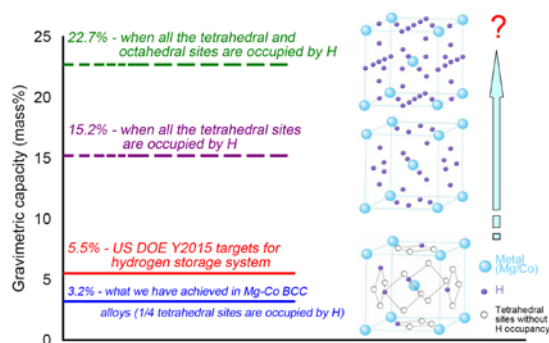 25
20
15
10
5
0
Gravimetric capacity (mass%)
22.7% - when all the tetrahedral and
octahedral sites are occupied by H
15.2% - when all the tetrahedral sites
are occupied by H
5.5% - US DOE Y2015 targets for
hydrogen storage system
3.2% - what we have achieved in Mg-Co BCC
alloys (1/4 tetrahedral sites are occupied by H)
?
Metal
(Mg/Co)
H
Tetrahedral
sites without
H occupancy